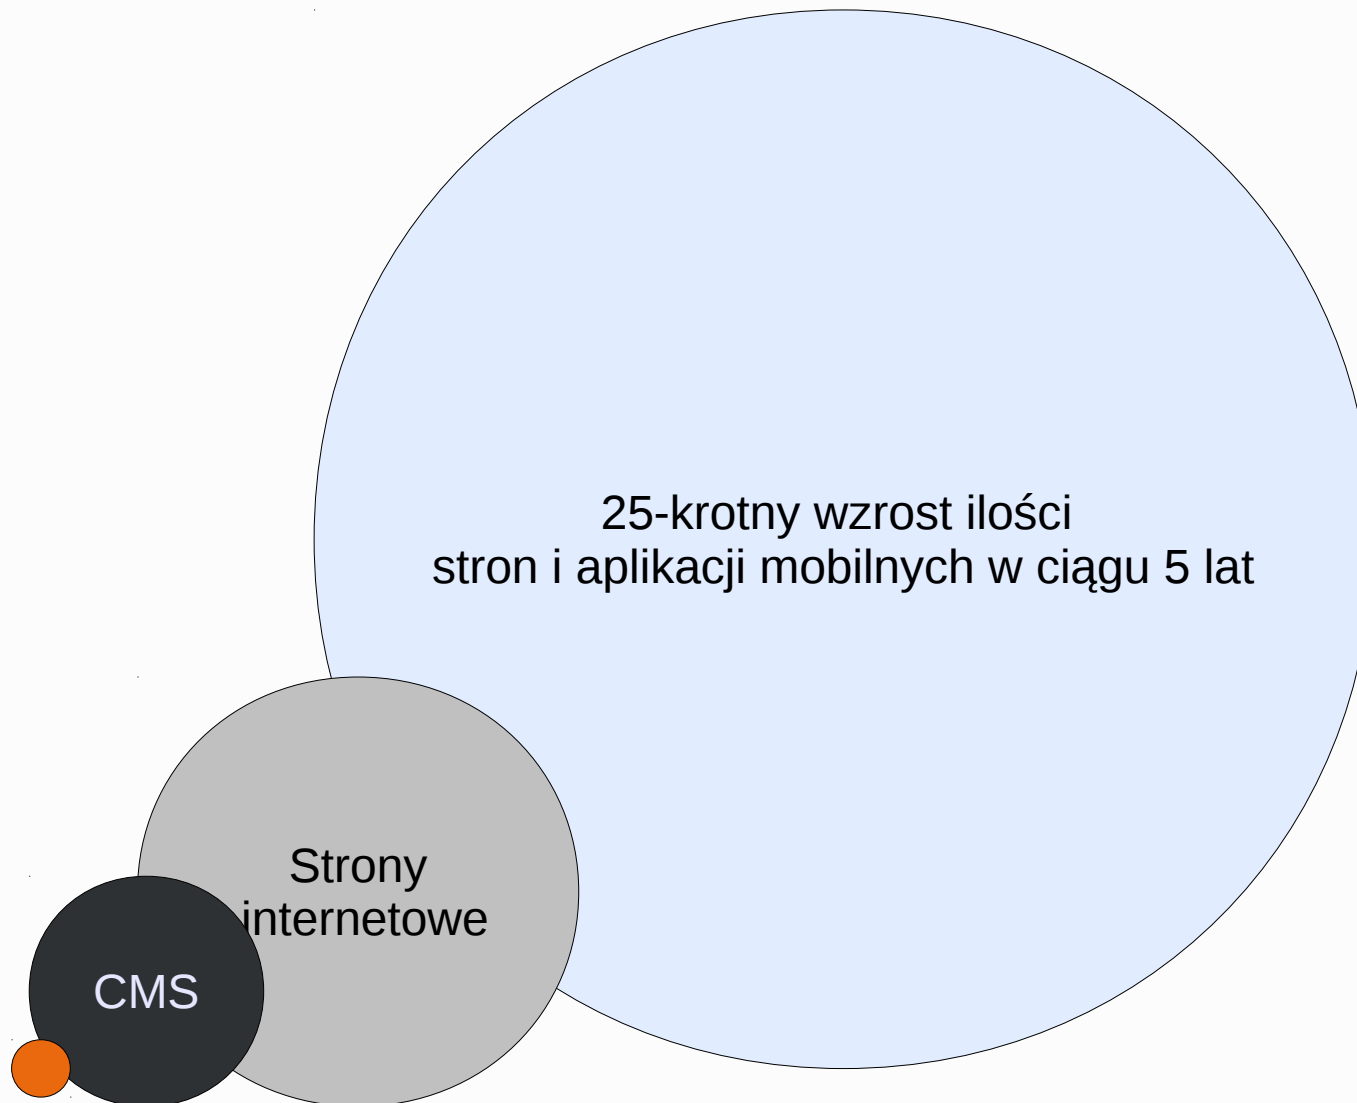 25-krotny wzrost ilości
stron i aplikacji mobilnych w ciągu 5 lat
Strony
internetowe
CMS